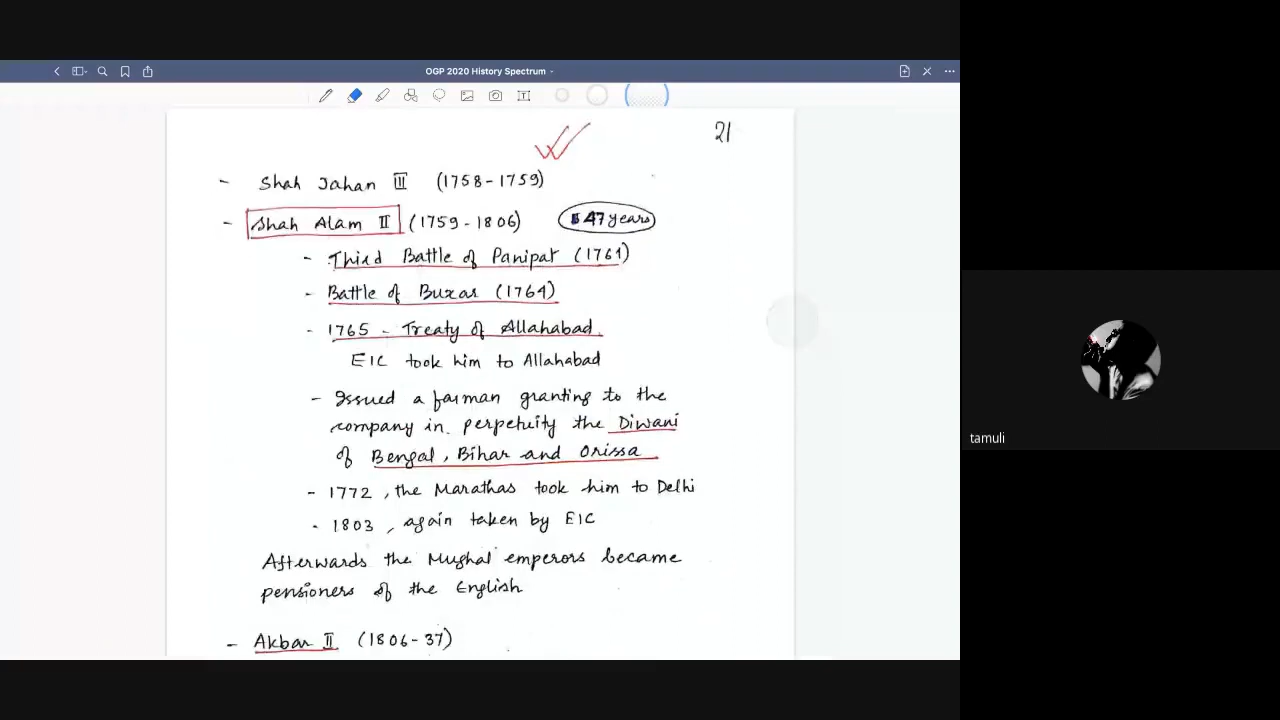 OGP 2020 History Spectrum
21
- Shah Jahan III (1758-1759)
- Shah Alam II (1759-1806) 47 years
- Third Battle of Panipat (1761)
- Battle of Buxar (1764)
- 1765 - Treaty of Allahabad
EIC took him to Allahabad
- Issued a farman granting to the
company in perpetuity the Diwani
of Bengal, Bihar and Orissa
- 1772, the Marathas took him to Delhi
- 1803, again taken by EIC
Afterwards the Mughal emperors became
pensioners of the English
- Akbar II (1806-37)
tamuli